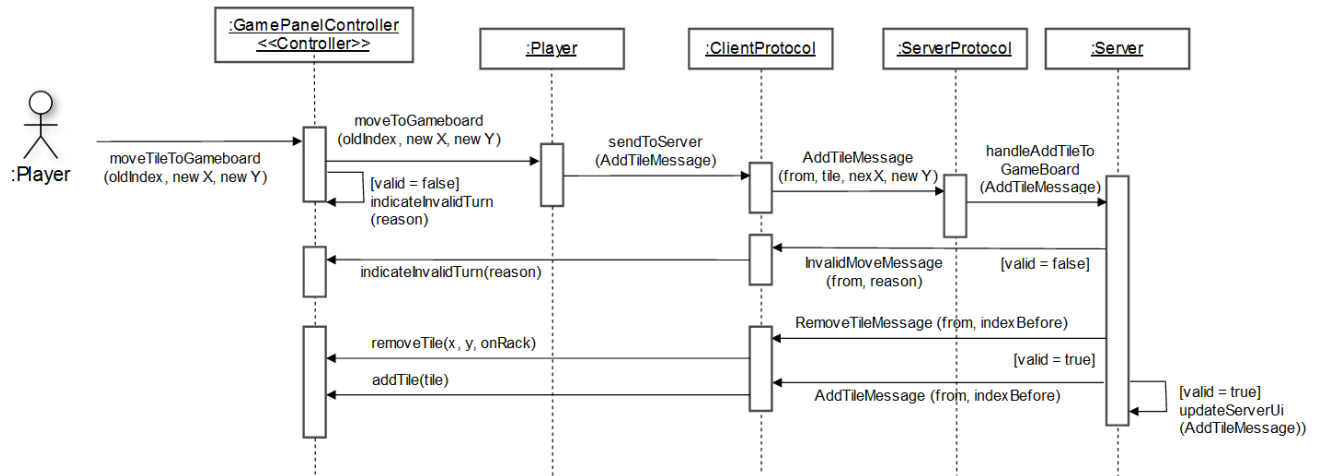 :GamePanelController
<<Controller>>
:Player
:ClientProtocol
:ServerProtocol
:Server
:Player
moveTileToGameboard
(oldIndex, new X, new Y)
moveToGameboard
(oldIndex, new X, new Y)
[valid = false]
indicateInvalidTurn
(reason)
sendToServer
(AddTileMessage)
AddTileMessage
(from, tile, nexX, new Y)
handleAddTileTo
GameBoard
(AddTileMessage)
indicateInvalidTurn(reason)
InvalidMoveMessage
(from, reason)
[valid = false]
RemoveTileMessage (from, indexBefore)
removeTile(x, y, onRack)
[valid = true]
addTile(tile)
AddTileMessage (from, indexBefore)
[valid = true]
updateServerUi
(AddTileMessage))